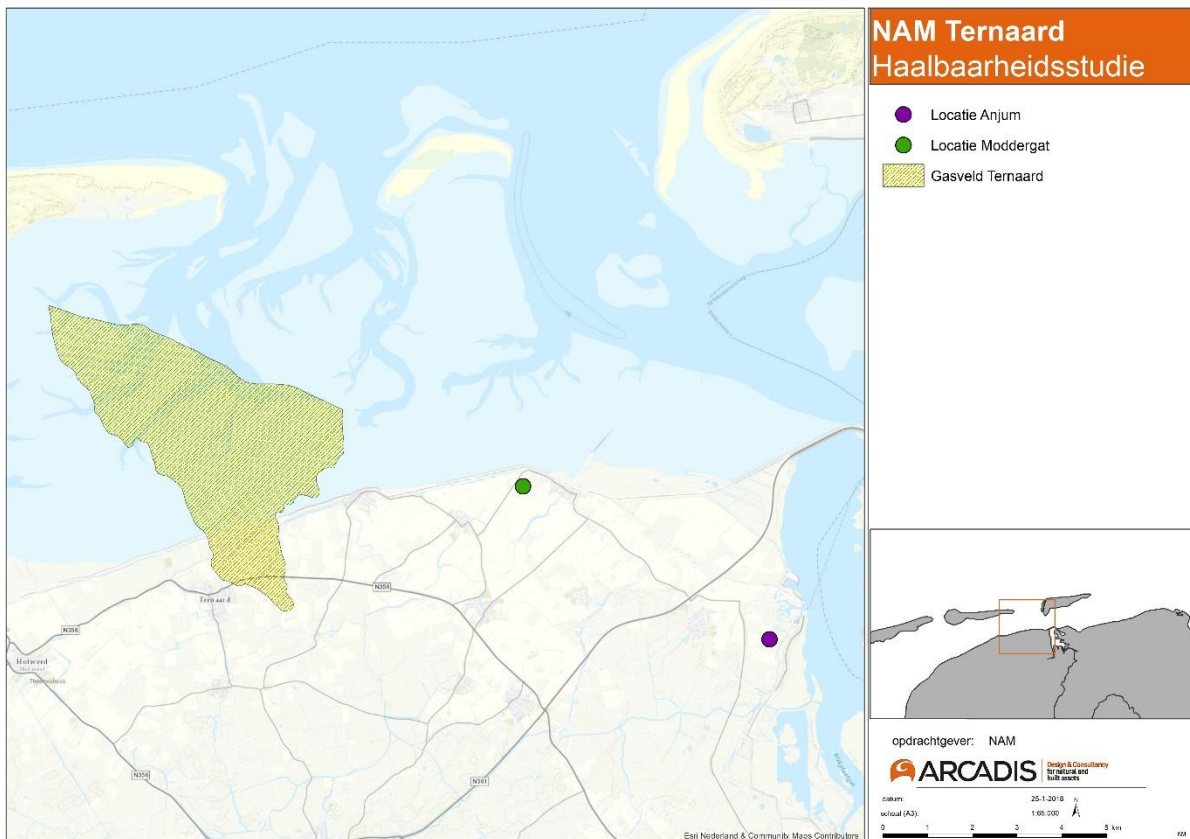 NAM Ternaard
Haalbaarheidsstudie
Locatie Anjum
Locatie Moddergat
Gasveld Ternaard
Ternaard
N358
N356
Holwerd
N356
N361
Esri Nederland & Community Maps Contributors
opdrachtgever: NAM
ARCADIS
Design & Consultancy
for natural and
built assets
datum: 25-1-2018
N
schaal (A3): 1:65.000
0 1 2 3 4 5 km
KM